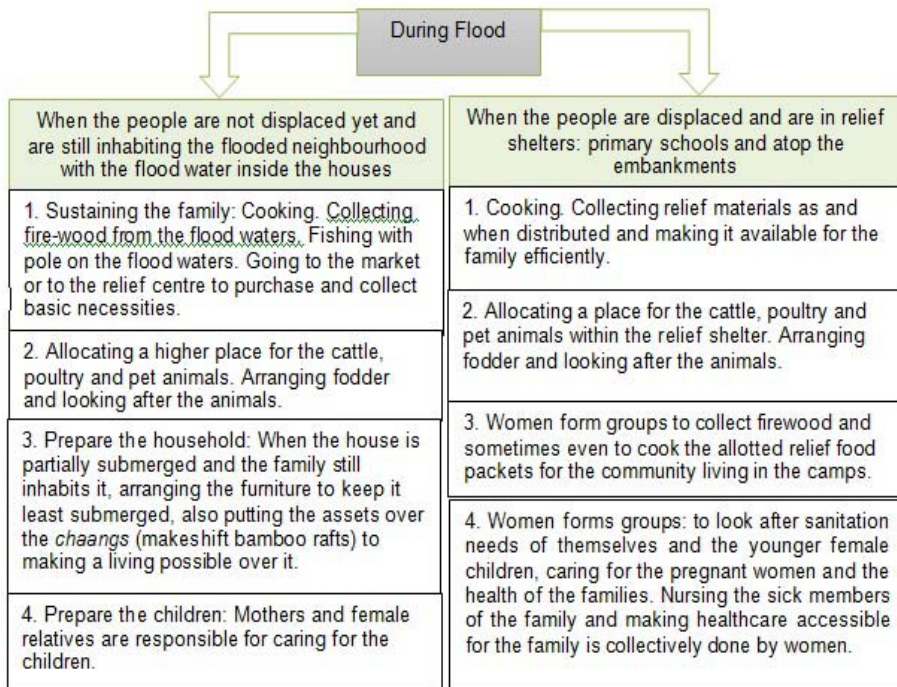 During Flood
When the people are not displaced yet and
are still inhabiting the flooded neighbourhood
with the flood water inside the houses
1. Sustaining the family: Cooking. Collecting
fire-wood from the flood waters. Fishing with
pole on the flood waters. Going to the market
or to the relief centre to purchase and collect
basic necessities.
2. Allocating a higher place for the cattle,
poultry and pet animals. Arranging fodder
and looking after the animals.
3. Prepare the household: When the house is
partially submerged and the family still
inhabits it, arranging the furniture to keep it
least submerged, also putting the assets over
the chaangs (makeshift bamboo rafts) to
making a living possible over it.
4. Prepare the children: Mothers and female
relatives are responsible for caring for the
children.
When the people are displaced and are in relief
shelters: primary schools and atop the
embankments
1. Cooking. Collecting relief materials as and
when distributed and making it available for the
family efficiently.
2. Allocating a place for the cattle, poultry and
pet animals within the relief shelter. Arranging
fodder and looking after the animals.
3. Women form groups to collect firewood and
sometimes even to cook the allotted relief food
packets for the community living in the camps.
4. Women forms groups: to look after sanitation
needs of themselves and the younger female
children, caring for the pregnant women and the
health of the families. Nursing the sick members
of the family and making healthcare accessible
for the family is collectively done by women.